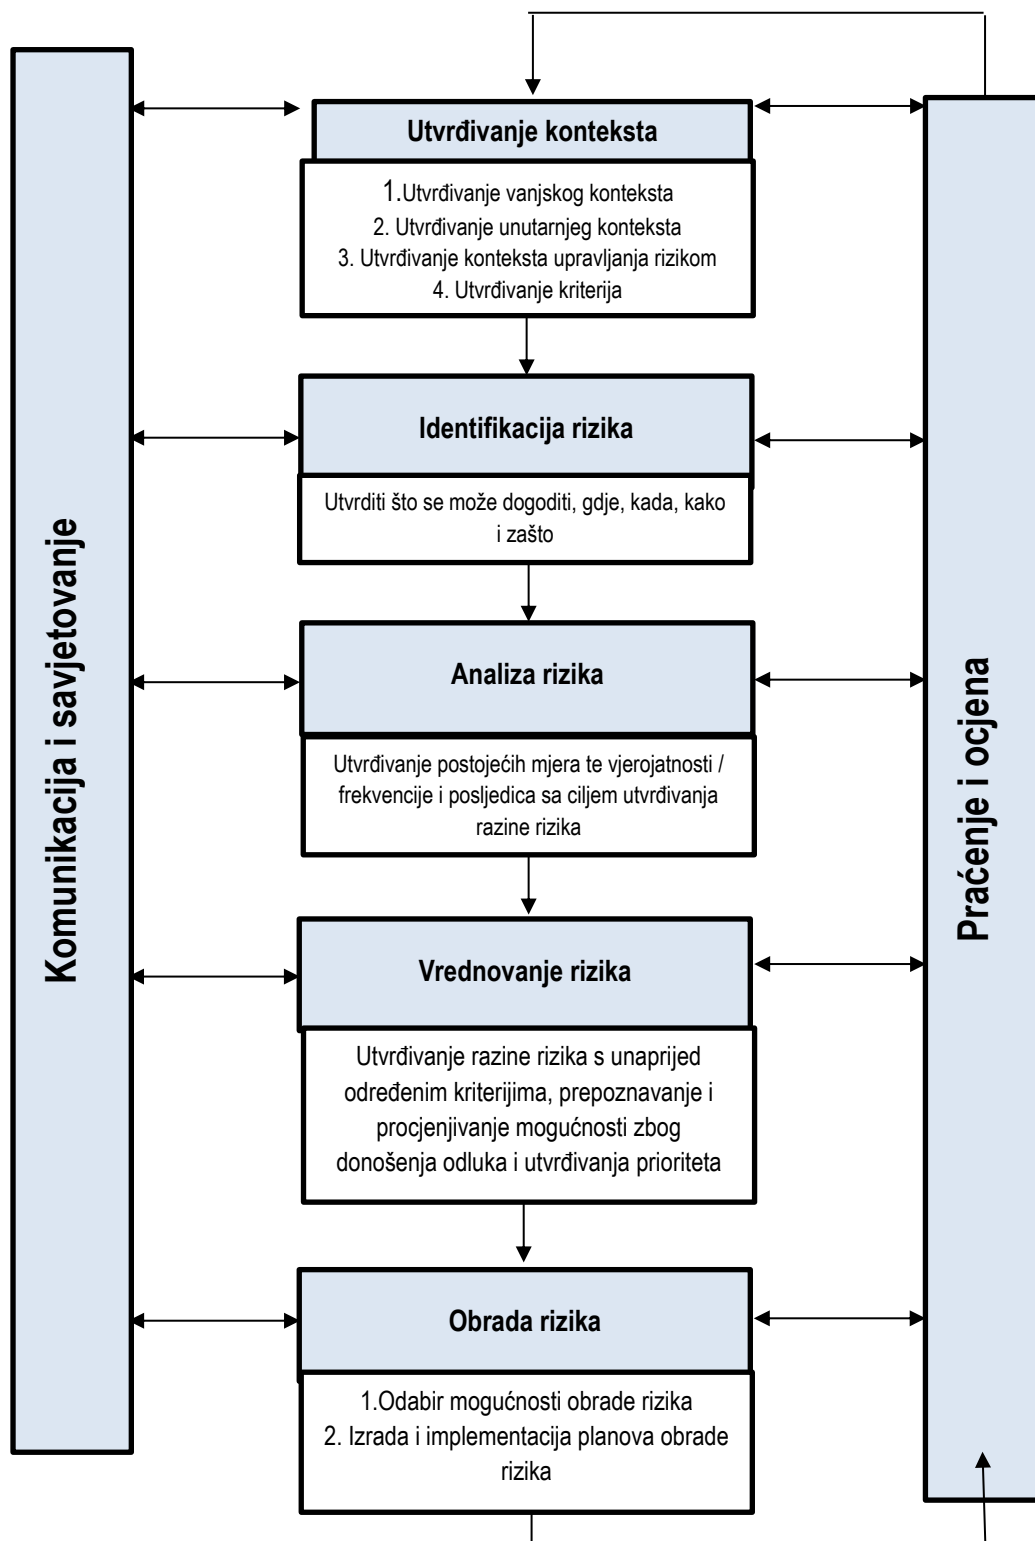 Komunikacija i savjetovanje
Utvrđivanje konteksta
1.Utvrđivanje vanjskog konteksta
2. Utvrđivanje unutarnjeg konteksta
3. Utvrđivanje konteksta upravljanja rizikom
4. Utvrđivanje kriterija
Identifikacija rizika
Utvrditi što se može dogoditi, gdje, kada, kako
i zašto
Analiza rizika
Utvrđivanje postojećih mjera te vjerojatnosti /
frekvencije i posljedica sa ciljem utvrđivanja
razine rizika
Vrednovanje rizika
Utvrđivanje razine rizika s unaprijed
određenim kriterijima, prepoznavanje i
procjenjivanje mogućnosti zbog
donošenja odluka i utvrđivanja prioriteta
Obrada rizika
1.Odabir mogućnosti obrade rizika
2. Izrada i implementacija planova obrade
rizika
Praćenje i ocjena